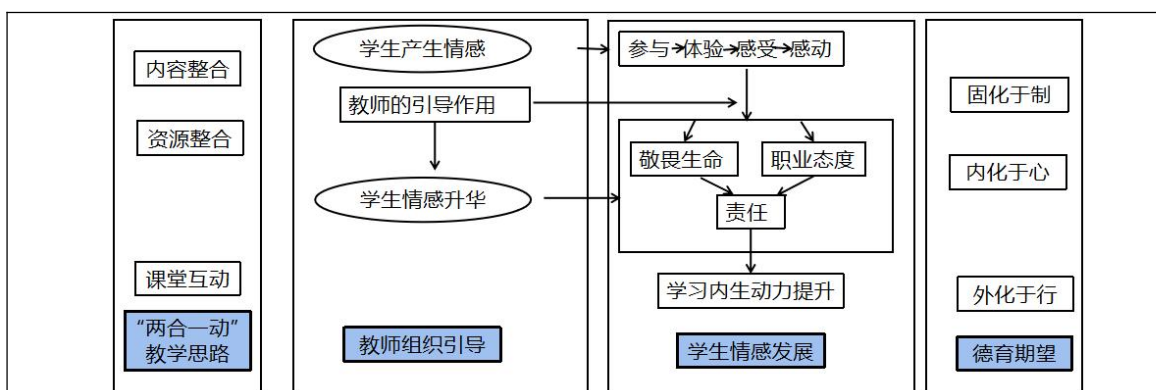 内容整合
资源整合
课堂互动
“两合一动”
教学思路
学生产生情感
教师的引导作用
学生情感升华
教师组织引导
参与 体验 感受 感动
敬畏生命
职业态度
责任
学习内生动力提升
学生情感发展
固化于制
内化于心
外化于行
德育期望